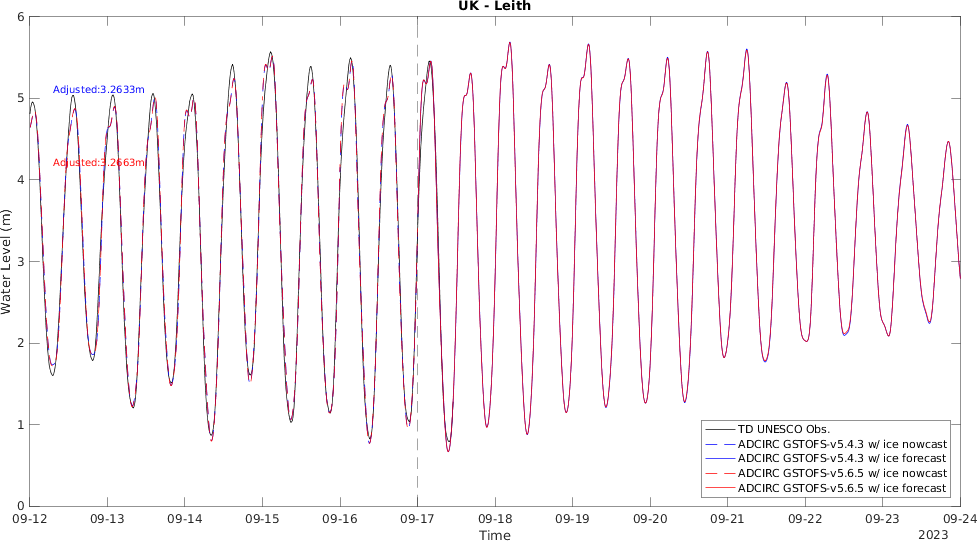 UK - Leith
6
5
4
3
2
1
0
Water Level (m)
Adjusted:3.2633m
Adjusted:3.2663m
TD UNESCO Obs.
ADCIRC GSTOFS-v5.4.3 w/ ice nowcast
ADCIRC GSTOFS-v5.4.3 w/ ice forecast
ADCIRC GSTOFS-v5.6.5 w/ ice nowcast
ADCIRC GSTOFS-v5.6.5 w/ ice forecast
09-12 09-13 09-14 09-15 09-16 09-17 09-18 09-19 09-20 09-21 09-22 09-23 09-24
Time
2023